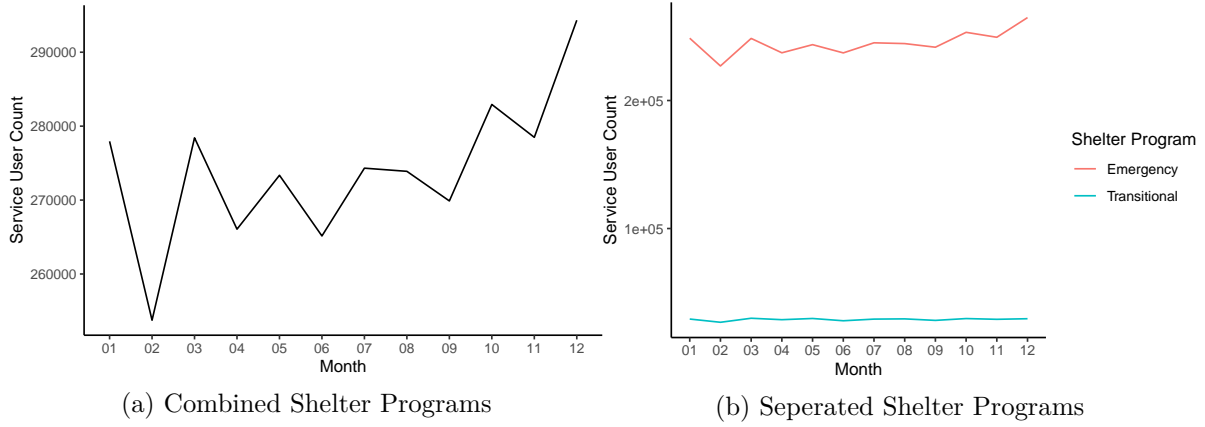 290000
280000
270000
260000
Service User Count
01 02 03 04 05 06 07 08 09 10 11 12
Month
(a) Combined Shelter Programs
2e+05
1e+05
Service User Count
01 02 03 04 05 06 07 08 09 10 11 12
Month
Shelter Program
Emergency
Transitional
(b) Seperated Shelter Programs